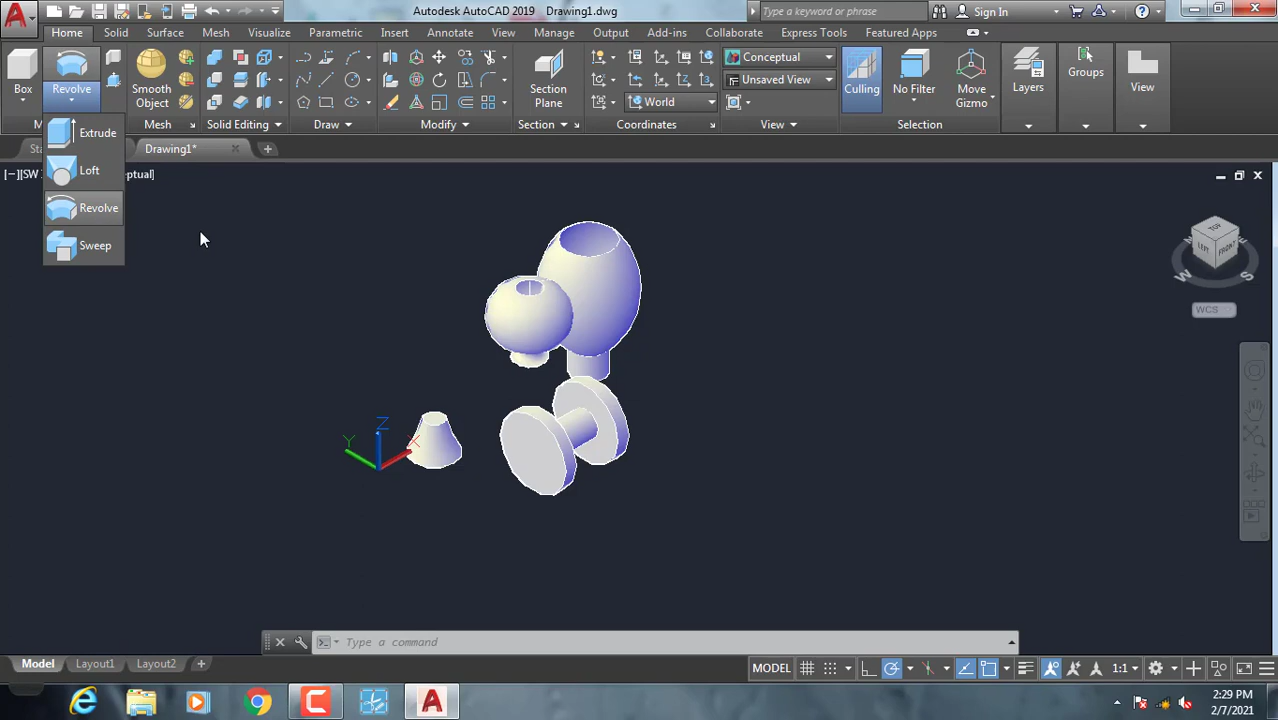 Autodesk AutoCAD 2019 Drawing1.dwg
Type a keyword or phrase
Sign In
Home Solid Surface Mesh Visualize Parametric Insert Annotate View Manage Output Add-ins Collaborate Express Tools Featured Apps
Box
Revolve
Smooth Object
Section Plane
Conceptual
Unsaved View
World
Culling
No Filter
Move Gizmo
Layers
Groups
View
Mesh
Solid Editing
Draw
Modify
Section
Coordinates
View
Selection
Drawing1*
Extrude
Loft
Revolve
Sweep
[−][SW
ptual]
TOP
LEFT
FRONT
W
S
WCS
Z
Y
X
Type a command
Model Layout1 Layout2
MODEL
1:1
2:29 PM
2/7/2021